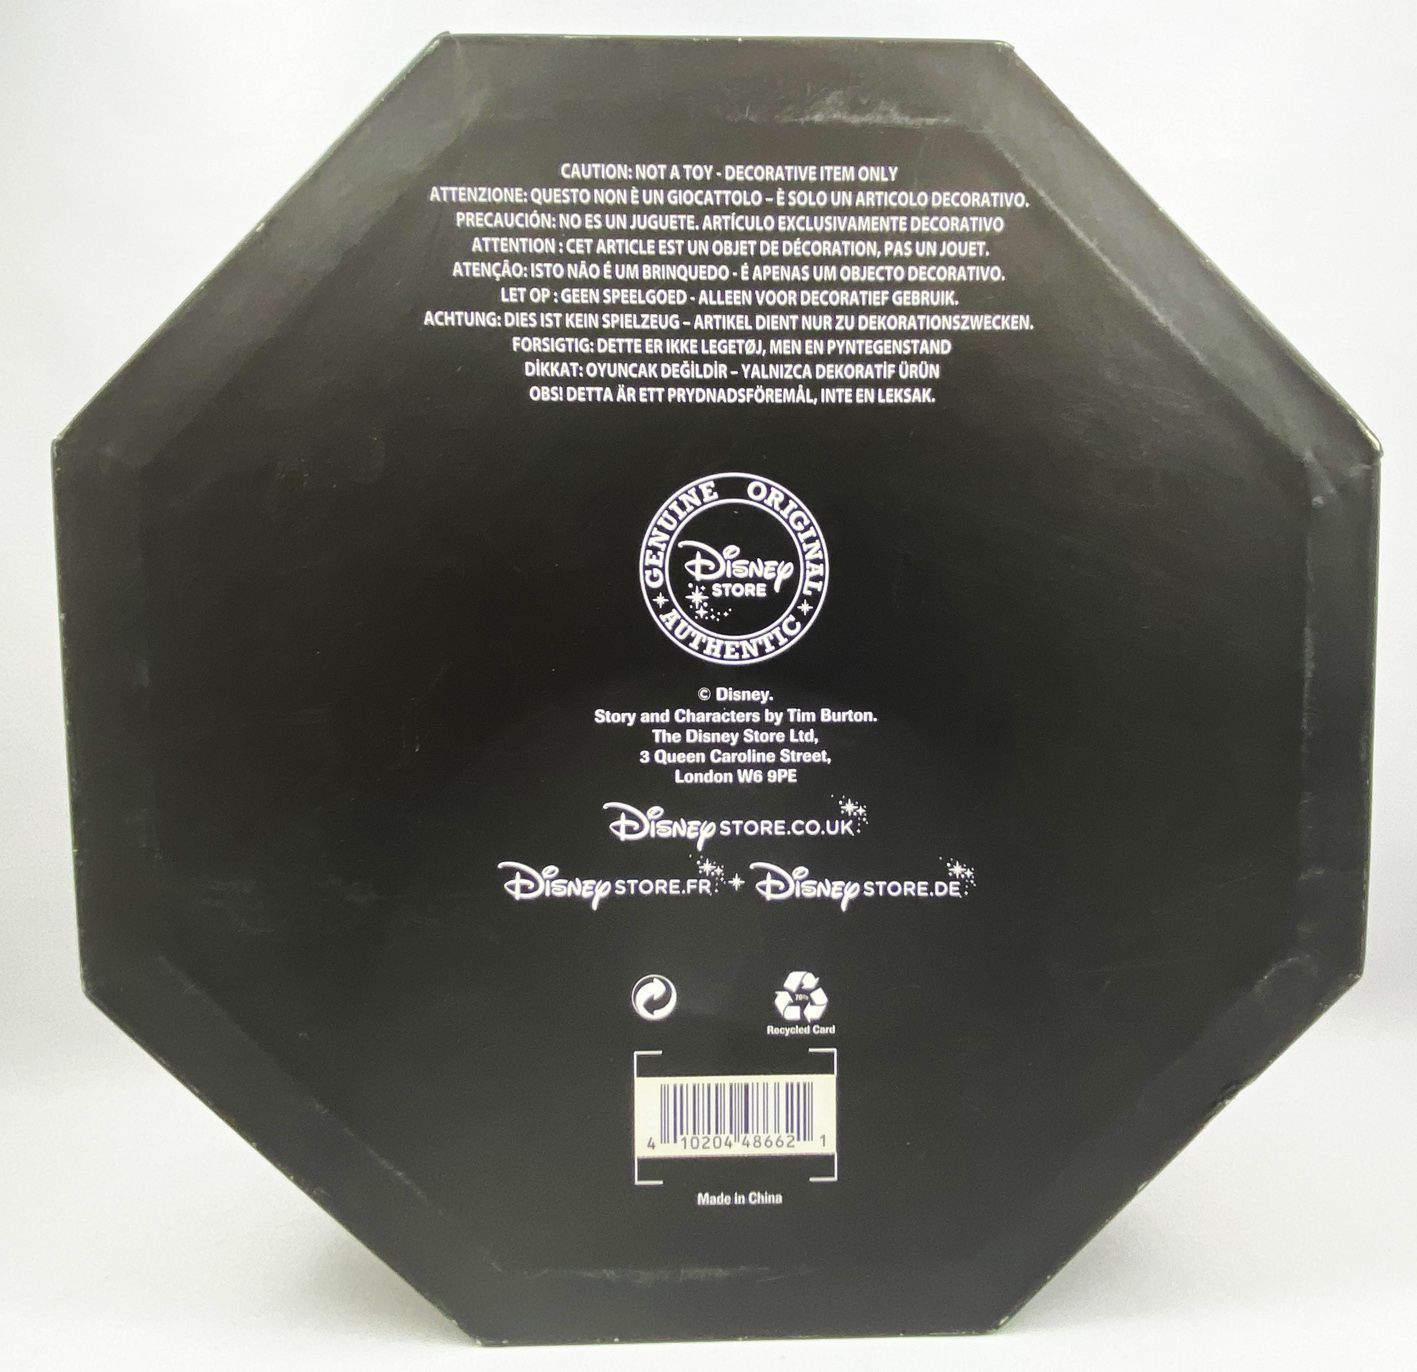 CAUTION: NOT A TOY - DECORATIVE ITEM ONLY
ATTENZIONE: QUESTO NON È UN GIOCATTOLO – È SOLO UN ARTICOLO DECORATIVO.
PRECAUCIÓN: NO ES UN JUGUETE. ARTÍCULO EXCLUSIVAMENTE DECORATIVO
ATTENTION : CET ARTICLE EST UN OBJET DE DÉCORATION, PAS UN JOUET.
ATENÇÃO: ISTO NÃO É UM BRINQUEDO - É APENAS UM OBJECTO DECORATIVO.
LET OP : GEEN SPEELGOED - ALLEEN VOOR DECORATIEF GEBRUIK.
ACHTUNG: DIES IST KEIN SPIELZEUG – ARTIKEL DIENT NUR ZU DEKORATIONSZWECKEN.
FORSIGTIG: DETTE ER IKKE LEGETØJ, MEN EN PYNTEGENSTAND
DİKKAT: OYUNCAK DEĞİLDİR – YALNIZCA DEKORATİF ÜRÜN
OBS! DETTA ÄR ETT PRYDNADSFÖREMÅL, INTE EN LEKSAK.
GENUINE ORIGINAL
Disney
STORE
AUTHENTIC
© Disney.
Story and Characters by Tim Burton.
The Disney Store Ltd,
3 Queen Caroline Street,
London W6 9PE
Disney STORE.CO.UK
Disney STORE.FR + Disney STORE.DE
70%
Recycled Card
4 10204 48662 1
Made in China